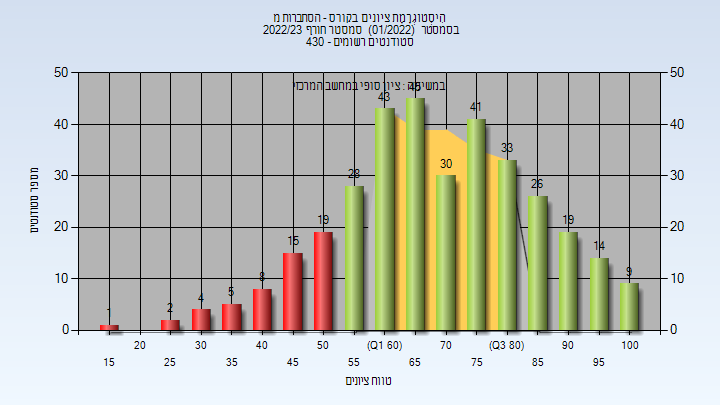 היסטוגרמת ציונים בקורס - הסתברות מ
בסמסטר (01/2022) סמסטר חורף 2022/23
סטודנטים רשומים - 430
במשימה : ציון סופי במחשב המרכזי
מספר סטודנטים
50 50
40 40
30 30
20 20
10 10
0 0
1 2 4 5 8 15 19 28 43 45 30 41 33 26 19 14 9
20 30 40 50 (Q1 60) 70 (Q3 80) 90 100
15 25 35 45 55 65 75 85 95
טווח ציונים